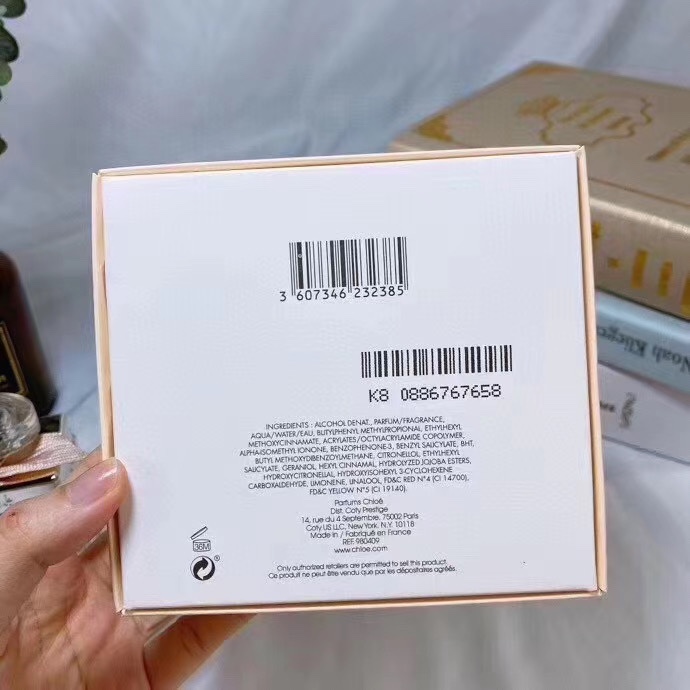 3 607346 232385
K8 0886767658
INGREDIENTS : ALCOHOL DENAT., PARFUM/FRAGRANCE,
AQUA/WATER/EAU, BUTYLPHENYL METHYLPROPIONAL, ETHYLHEXYL
METHOXYCINNAMATE, ACRYLATES/OCTYLACRYLAMIDE COPOLYMER,
ALPHA-ISOMETHYL IONONE, BENZOPHENONE-3, BENZYL SALICYLATE, BHT,
BUTYL METHOXYDIBENZOYLMETHANE, CITRONELLOL, ETHYLHEXYL
SALICYLATE, GERANIOL, HEXYL CINNAMAL, HYDROLYZED JOJOBA ESTERS,
HYDROXYCITRONELLAL, HYDROXYISOHEXYL 3-CYCLOHEXENE
CARBOXALDEHYDE, LIMONENE, LINALOOL, FD&C RED N°4 (CI 14700),
FD&C YELLOW N°5 (CI 19140).
Parfums Chloé
Dist. Coty Prestige
14, rue du 4 Septembre, 75002 Paris
Coty US LLC, New York, N.Y. 10118
Made in / Fabriqué en France
REF. 980409
www.chloe.com
36M
Only authorized retailers are permitted to sell this product.
Ce produit ne peut être vendu que par les dépositaires agréés.
Noah Klieger